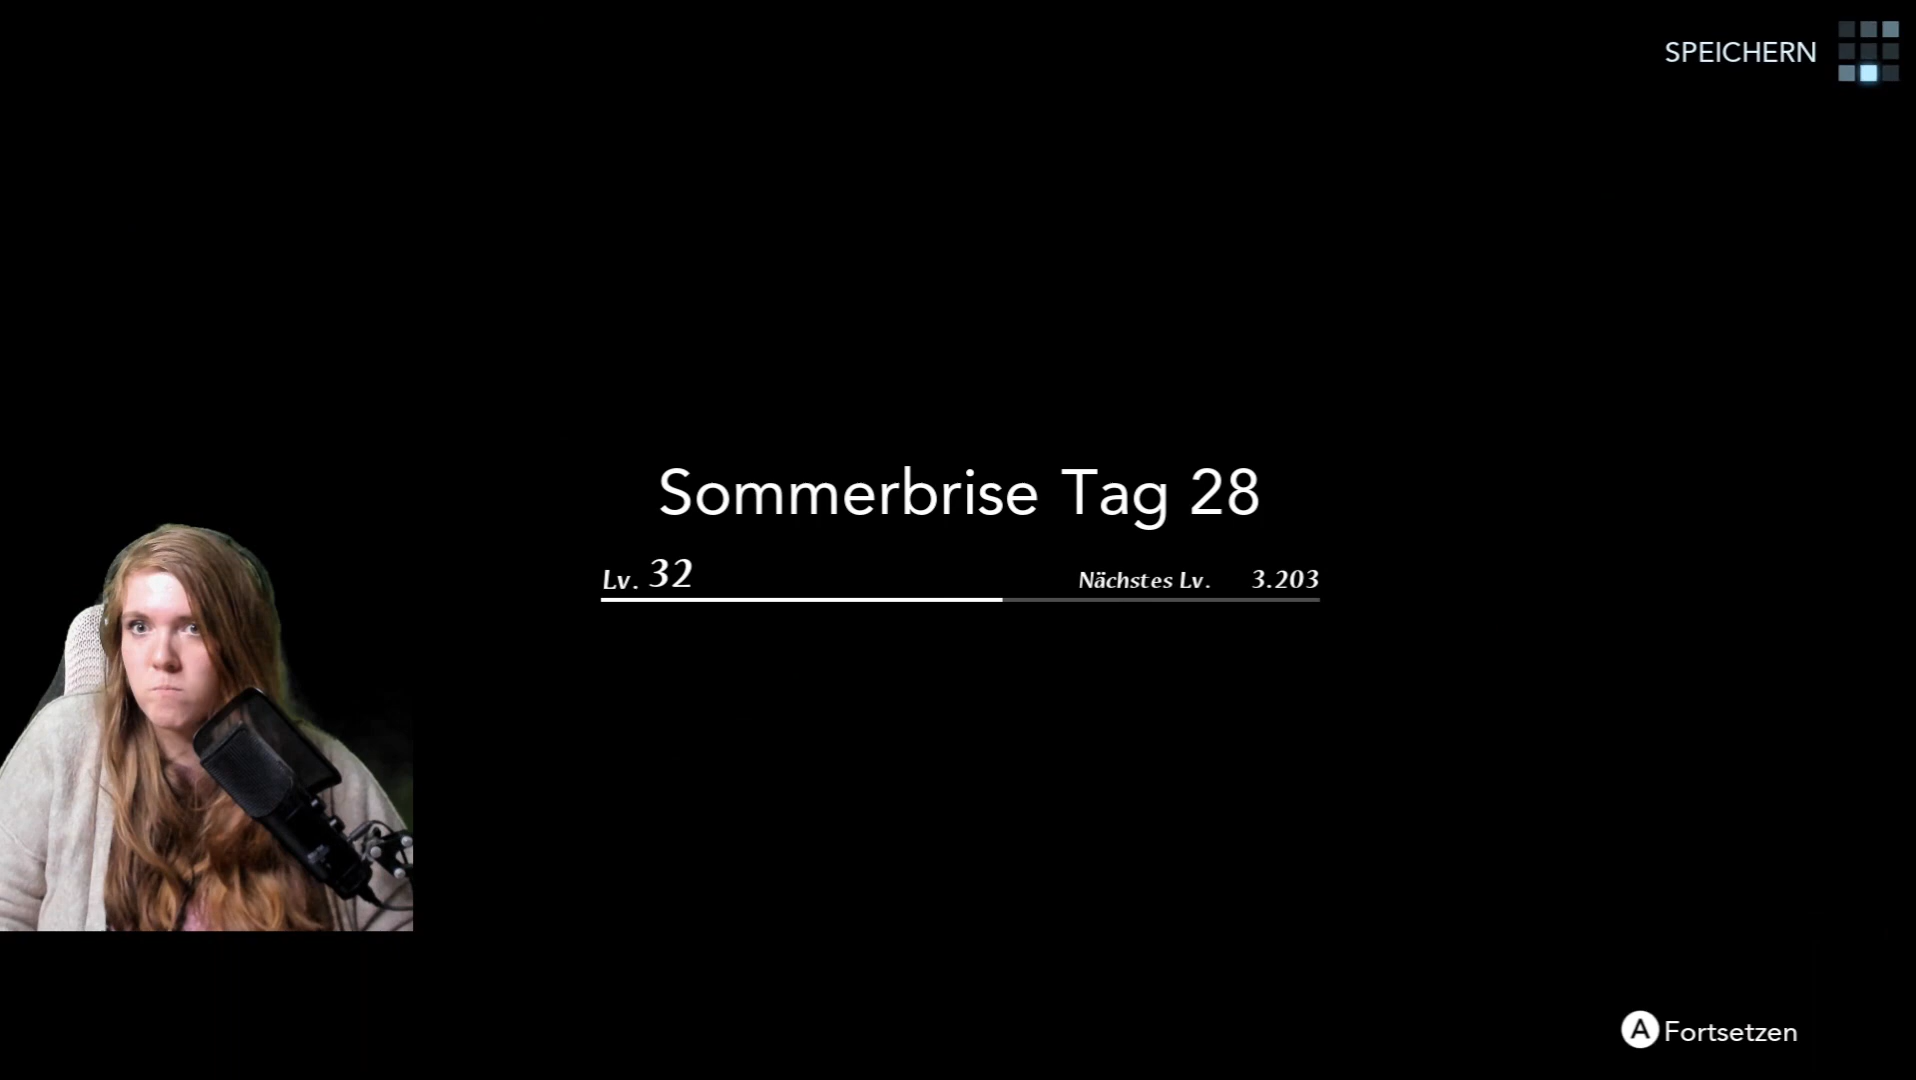 SPEICHERN
Sommerbrise Tag 28
Lv. 32 Nächstes Lv. 3.203
A Fortsetzen